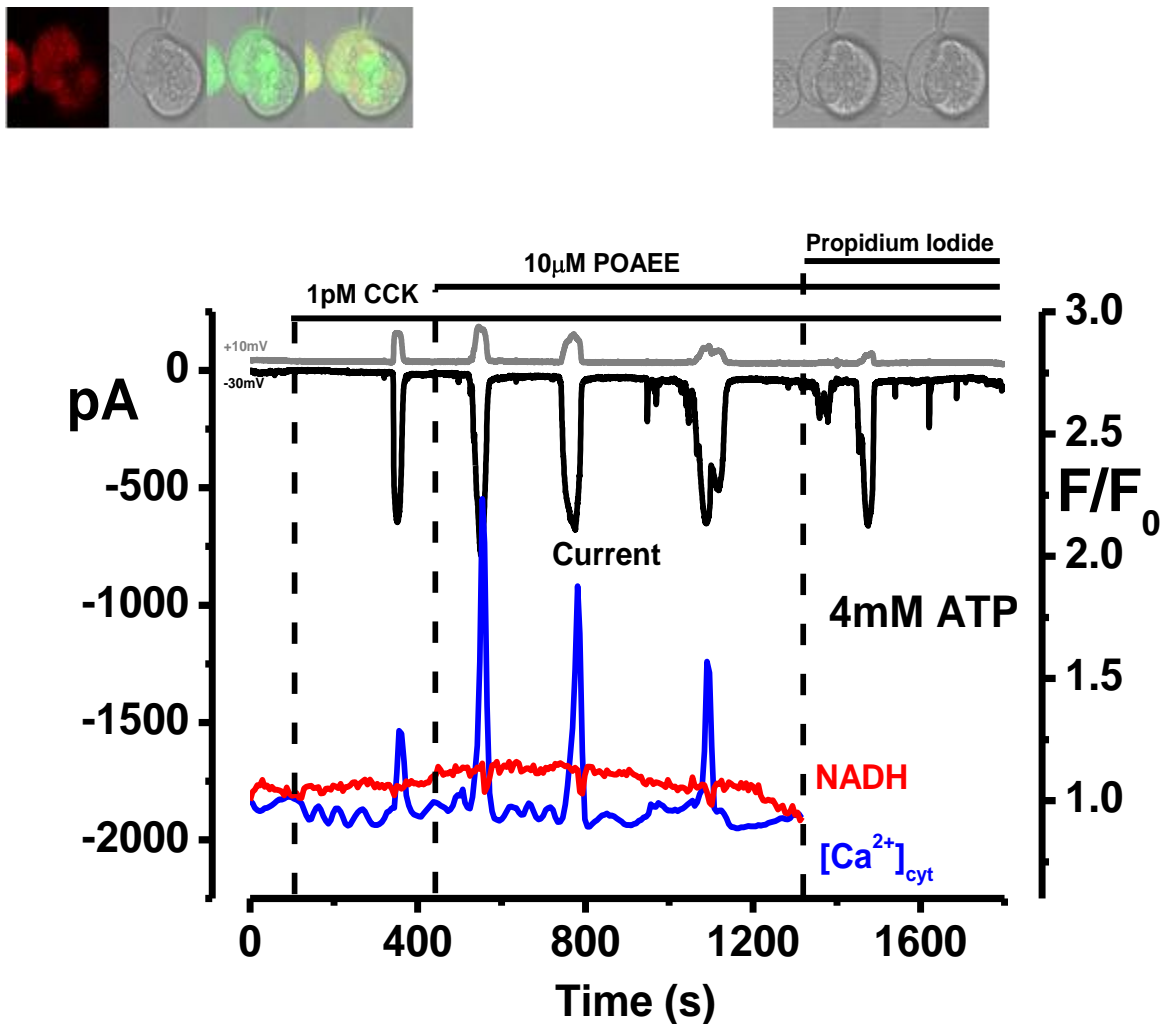 Propidium Iodide
10μM POAEE
1pM CCK
+10mV
-30mV
pA
0
-500
-1000
-1500
-2000
3.0
2.5
2.0
1.5
1.0
F/F0
Current
4mM ATP
NADH
[Ca2+]cyt
0 400 800 1200 1600
Time (s)